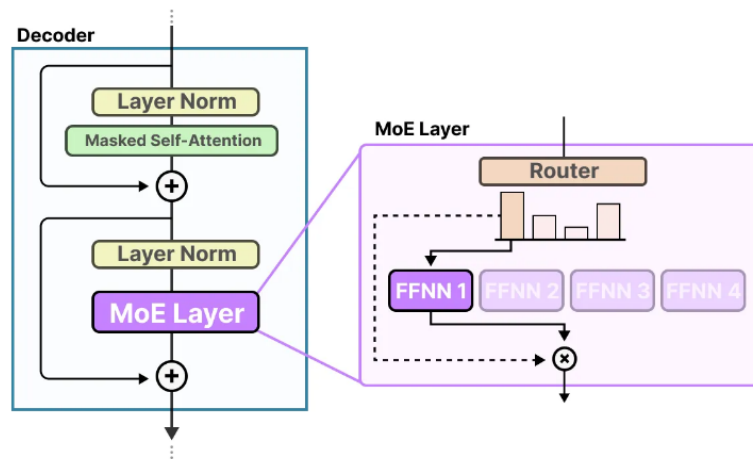 Decoder
Layer Norm
Masked Self-Attention
+
Layer Norm
MoE Layer
+
MoE Layer
Router
FFNN 1
FFNN 2
FFNN 3
FFNN 4
×